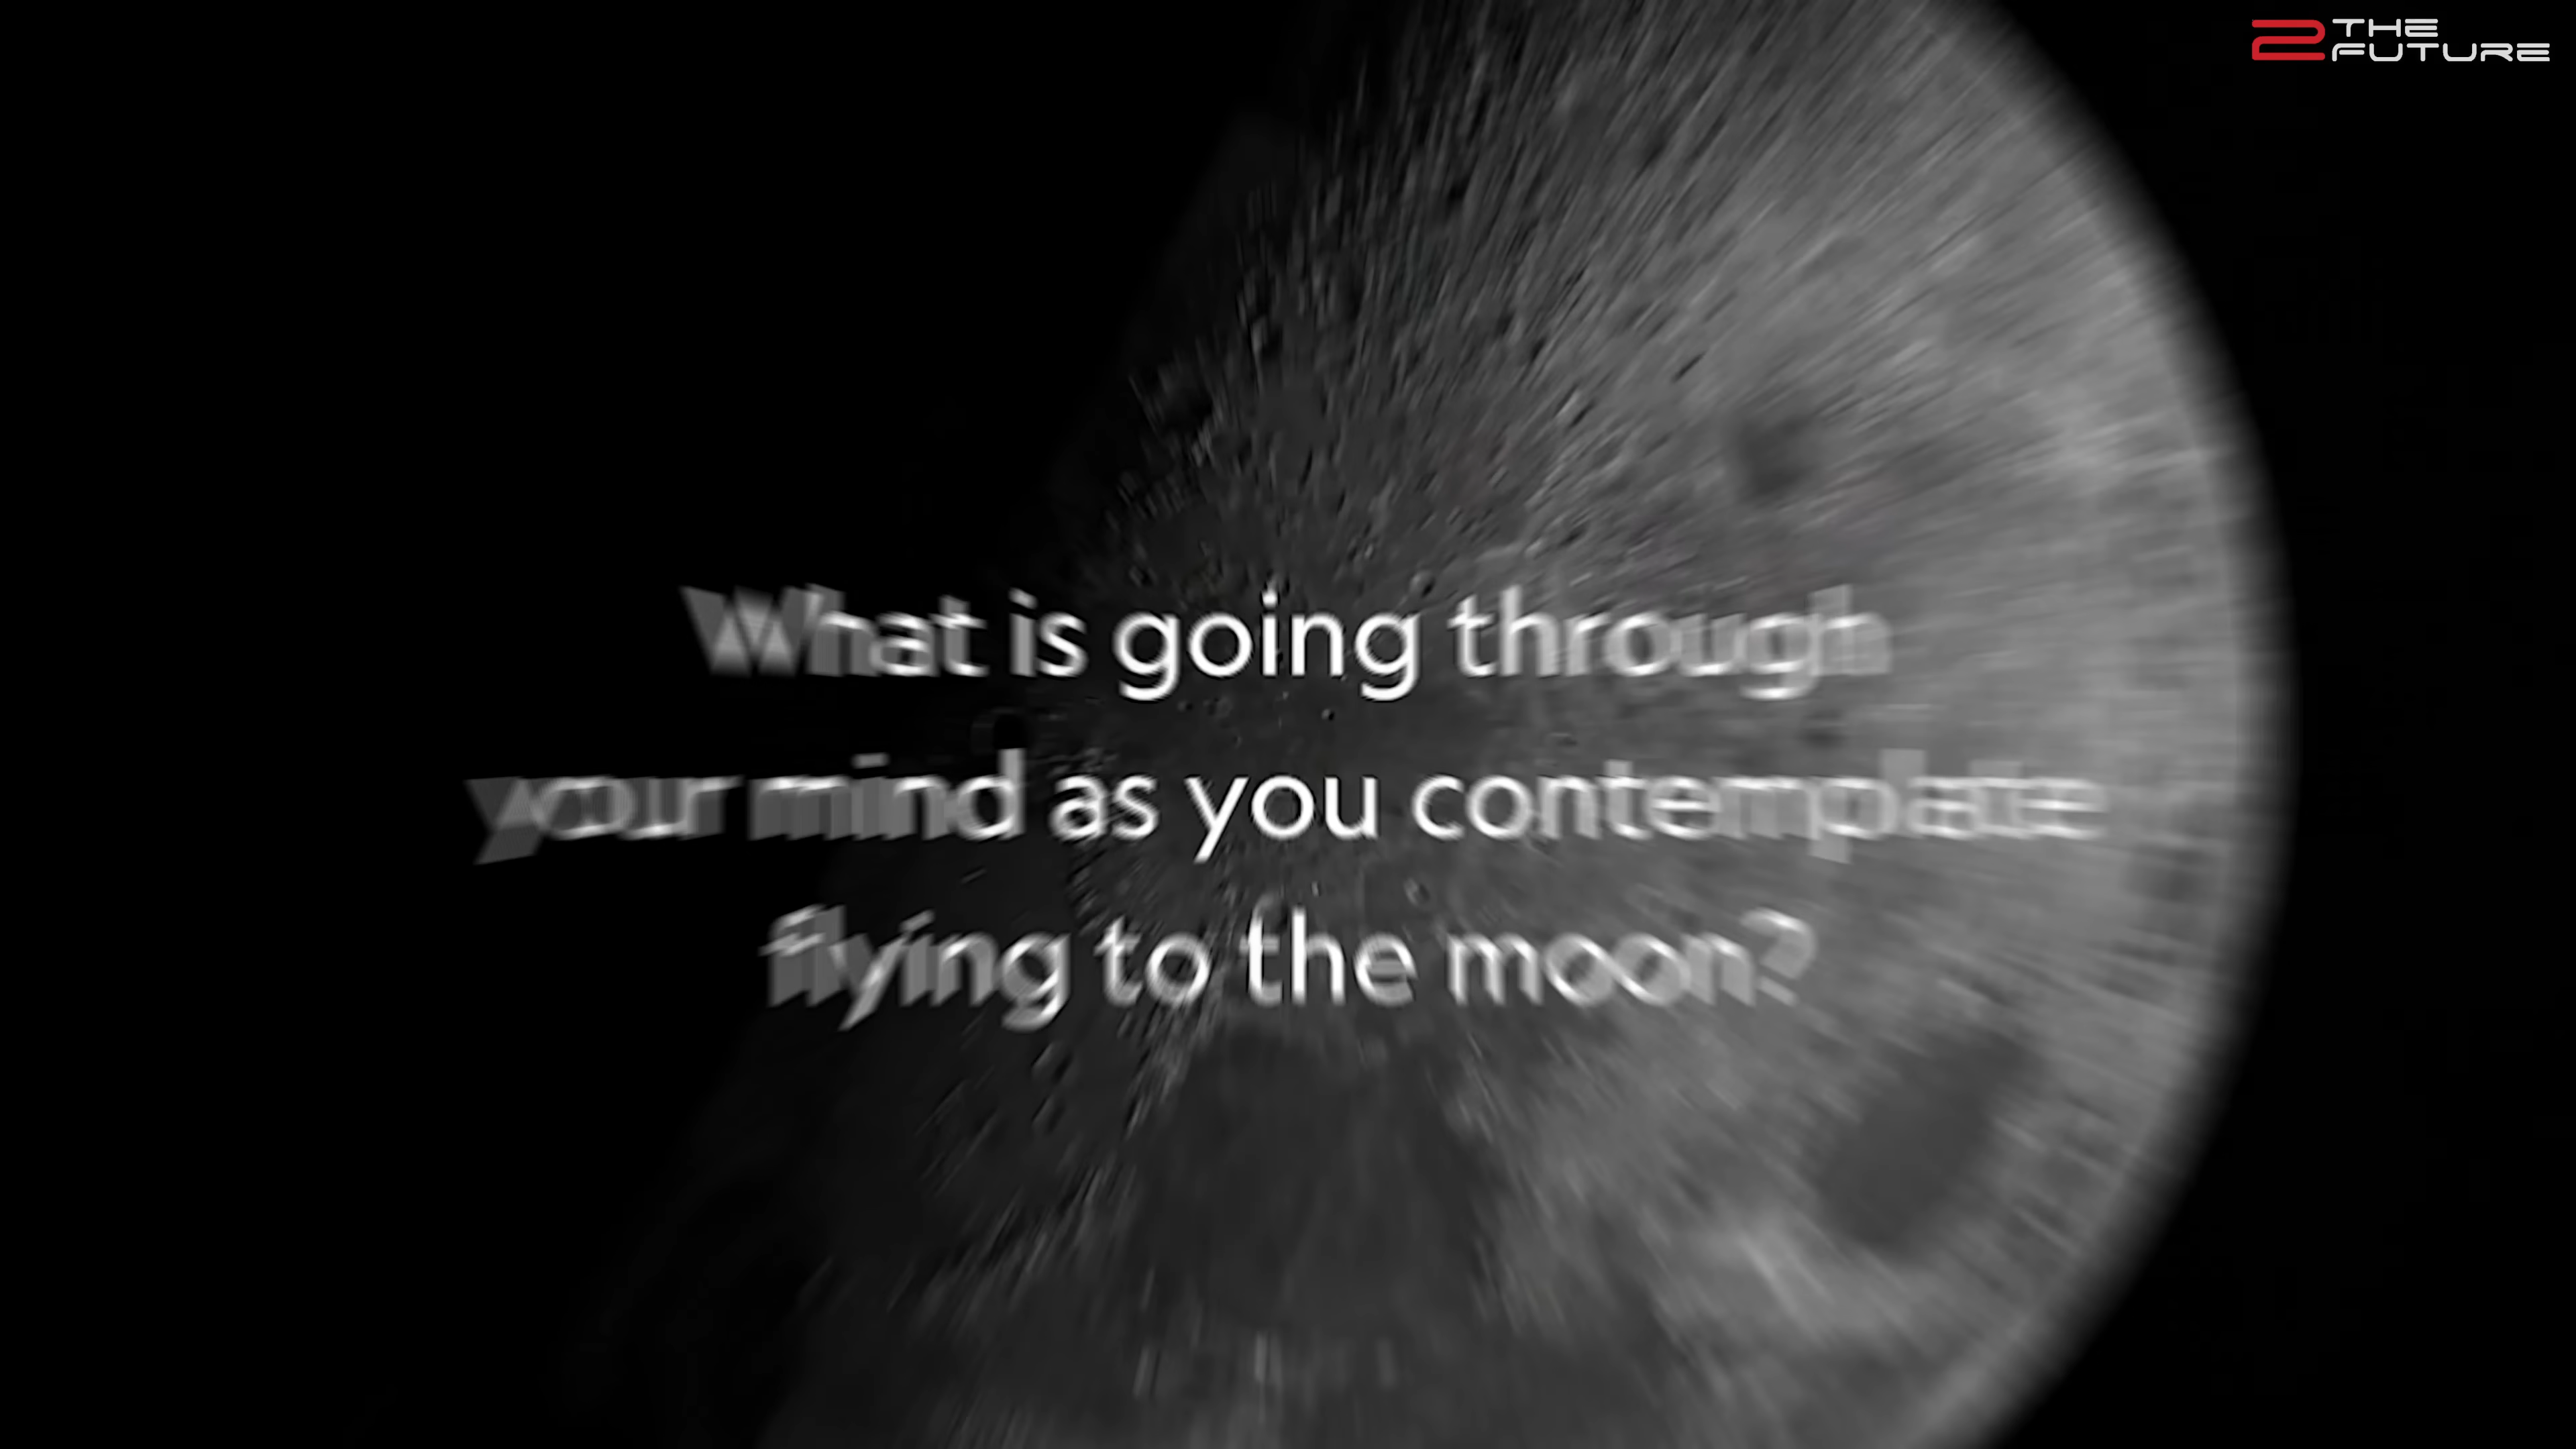 2 THE
FUTURE
What is going through
your mind as you contemplate
flying to the moon?